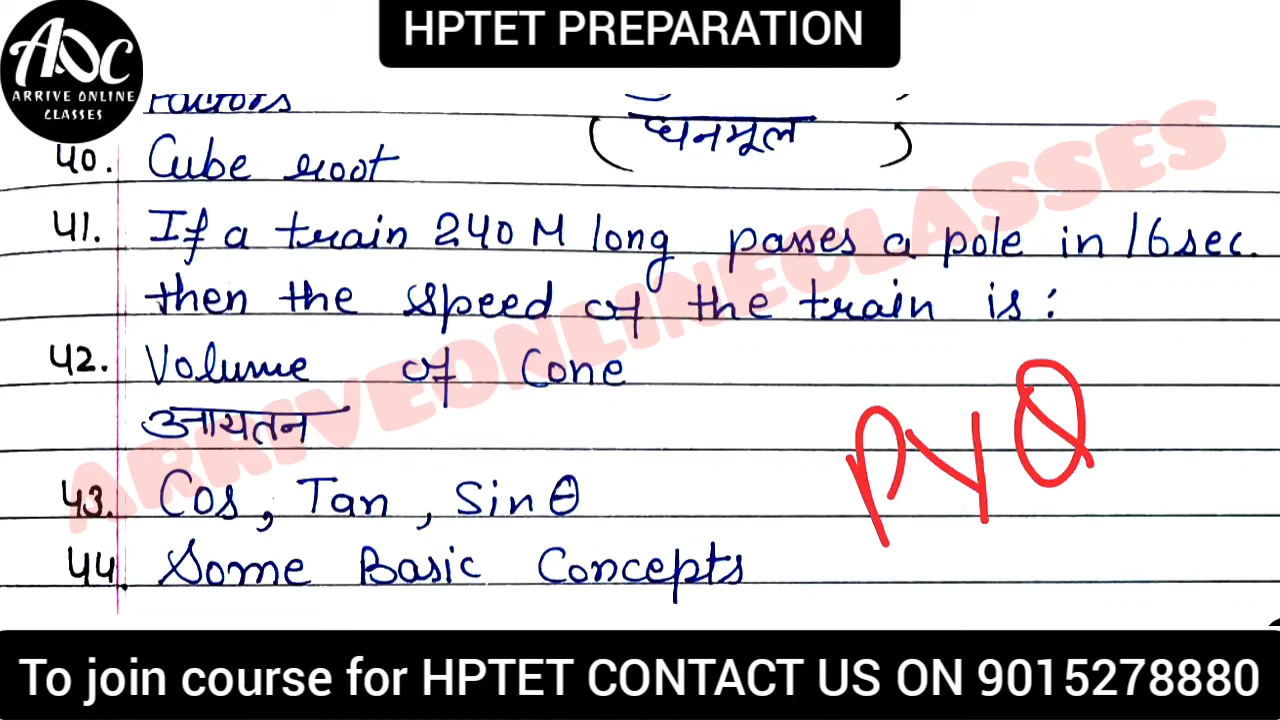 HPTET PREPARATION
ADC
ARRIVE ONLINE
CLASSES
Factors
(घनमूल)
40. Cube root
41. If a train 240 M long passes a pole in 16sec.
then the speed of the train is:
42. Volume of Cone
आयतन
43. Cos, Tan, Sin θ
44. Some Basic Concepts
PYQ
ARRIVEONLINECLASSES
To join course for HPTET CONTACT US ON 9015278880